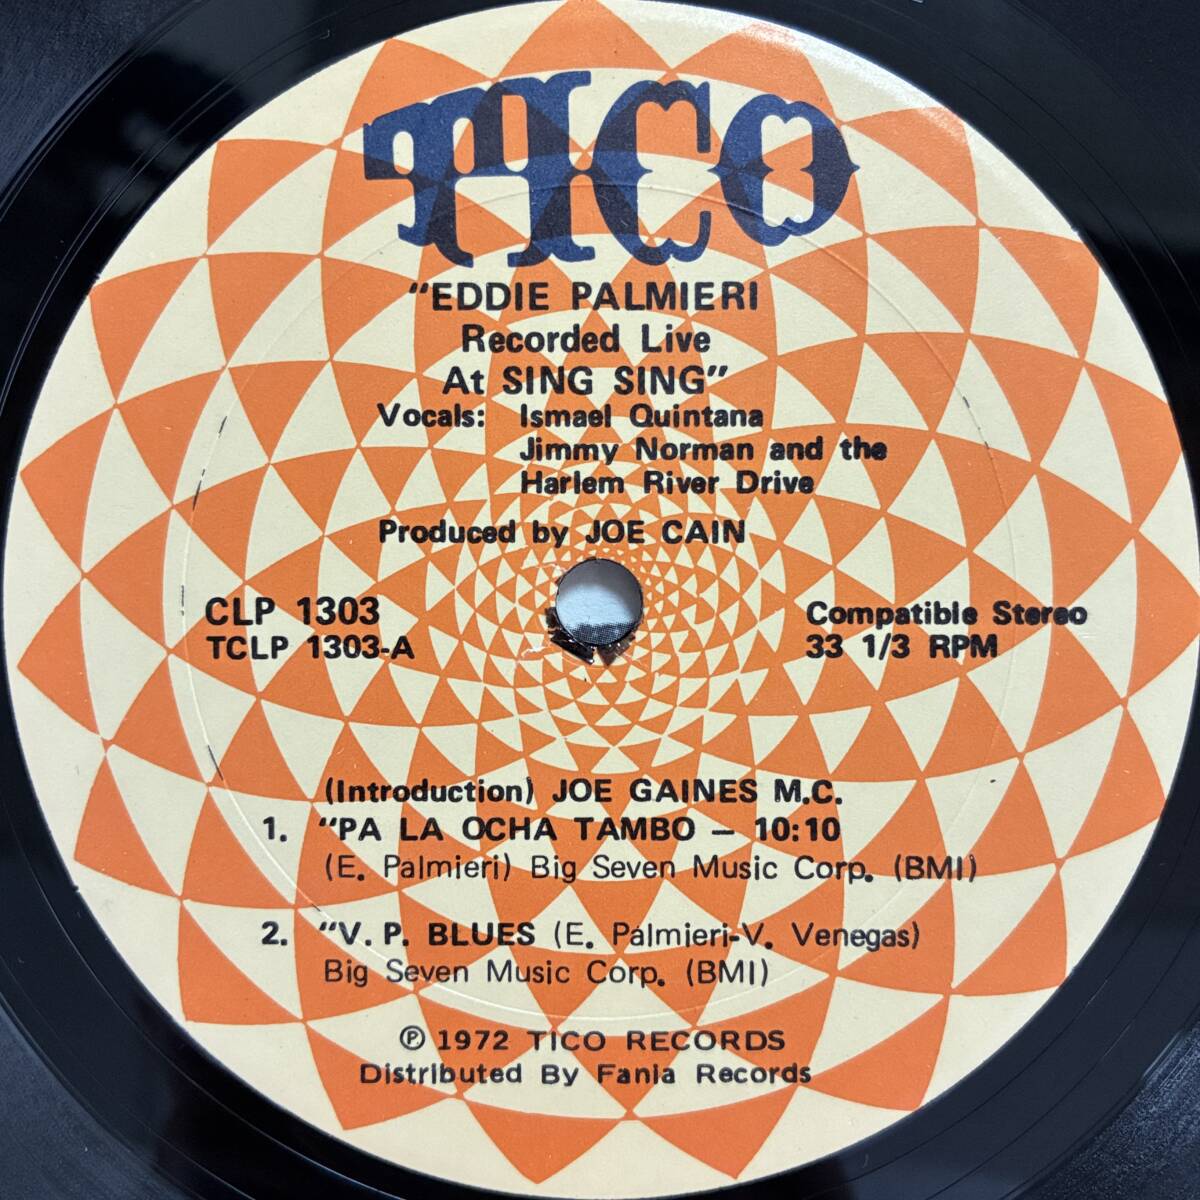 TICO
"EDDIE PALMIERI
Recorded Live
At SING SING"
Vocals: Ismael Quintana
Jimmy Norman and the
Harlem River Drive
Produced by JOE CAIN
CLP 1303
TCLP 1303-A
Compatible Stereo
33 1/3 RPM
(Introduction) JOE GAINES M.C.
1. "PA LA OCHA TAMBO – 10:10
(E. Palmieri) Big Seven Music Corp. (BMI)
2. "V. P. BLUES (E. Palmieri-V. Venegas)
Big Seven Music Corp. (BMI)
℗ 1972 TICO RECORDS
Distributed By Fania Records